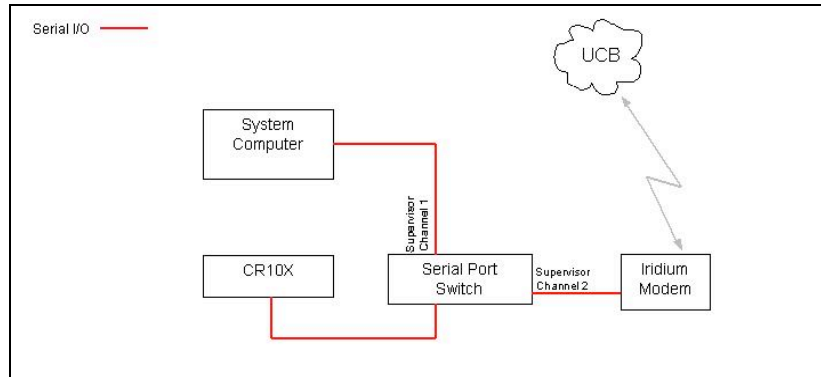 Serial I/O
UCB
System
Computer
Supervisor
Channel 1
CR10X
Serial Port
Switch
Supervisor
Channel 2
Iridium
Modem